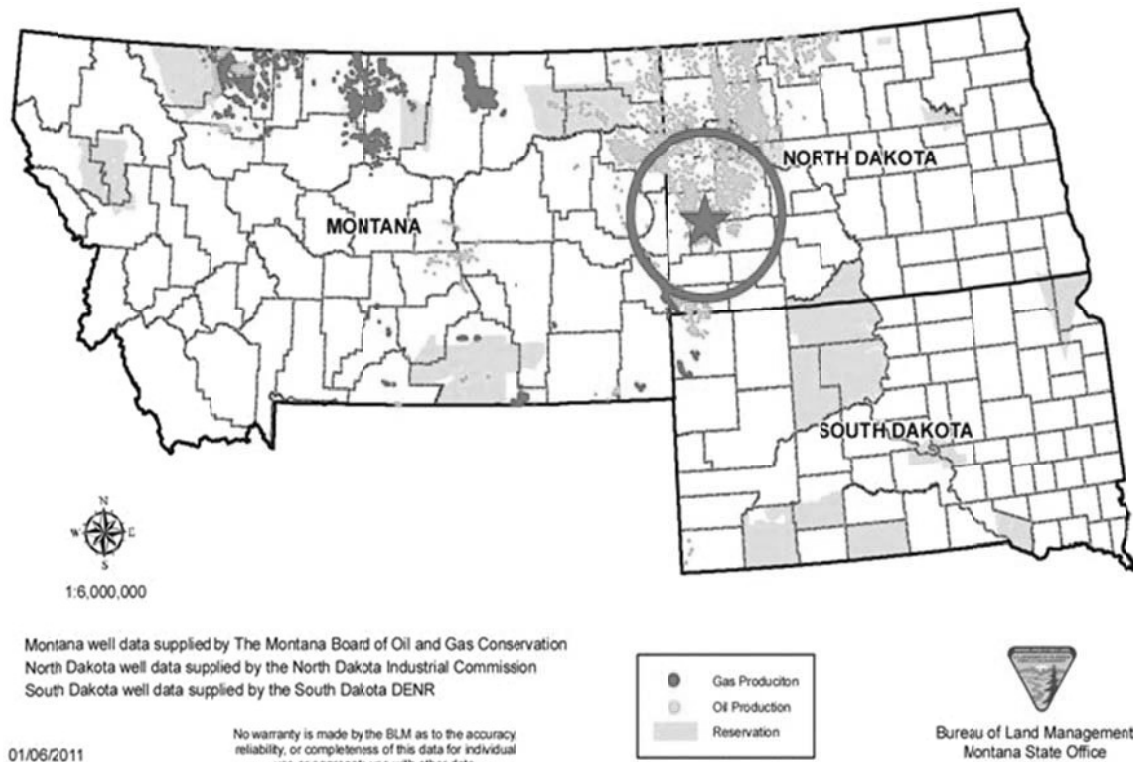 NORTH DAKOTA
MONTANA
SOUTH DAKOTA
N
W E
S
1:6,000,000
Montana well data supplied by The Montana Board of Oil and Gas Conservation
North Dakota well data supplied by the North Dakota Industrial Commission
South Dakota well data supplied by the South Dakota DENR
Gas Produciton
Oil Production
Reservation
Bureau of Land Management
Montana State Office
01/06/2011
No warranty is made by the BLM as to the accuracy
reliability, or completeness of this data for individual